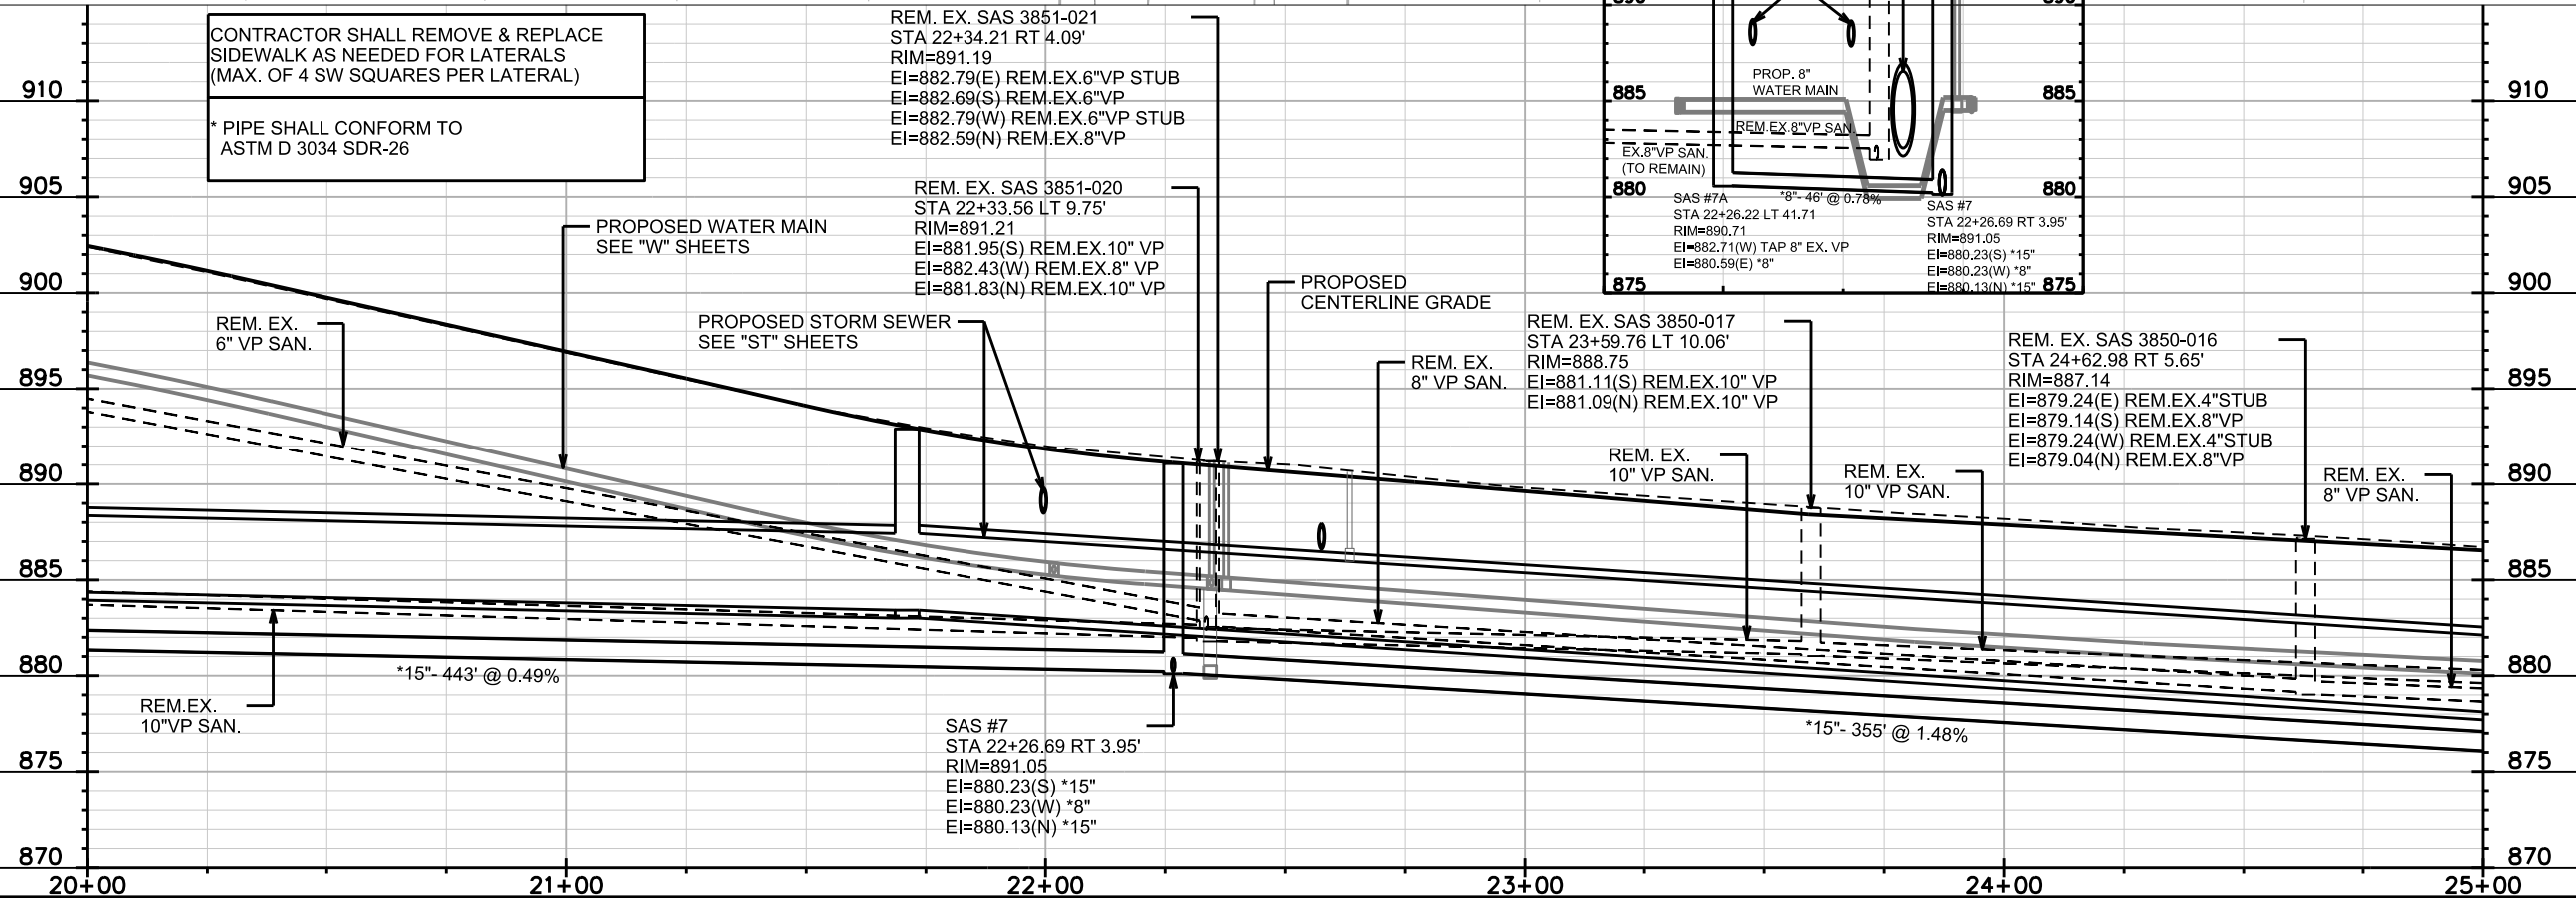 CONTRACTOR SHALL REMOVE & REPLACE
SIDEWALK AS NEEDED FOR LATERALS
(MAX. OF 4 SW SQUARES PER LATERAL)
* PIPE SHALL CONFORM TO
ASTM D 3034 SDR-26
REM. EX. SAS 3851-021
STA 22+34.21 RT 4.09'
RIM=891.19
EI=882.79(E) REM.EX.6"VP STUB
EI=882.69(S) REM.EX.6"VP
EI=882.79(W) REM.EX.6"VP STUB
EI=882.59(N) REM.EX.8"VP
REM. EX. SAS 3851-020
STA 22+33.56 LT 9.75'
RIM=891.21
EI=881.95(S) REM.EX.10" VP
EI=882.43(W) REM.EX.8" VP
EI=881.83(N) REM.EX.10" VP
PROPOSED WATER MAIN
SEE "W" SHEETS
REM. EX.
6" VP SAN.
PROPOSED STORM SEWER
SEE "ST" SHEETS
PROPOSED
CENTERLINE GRADE
890
890
PROP. 8"
WATER MAIN
885
885
REM.EX.8"VP SAN.
EX.8"VP SAN.
(TO REMAIN)
880
880
*8"- 46' @ 0.78%
SAS #7A
STA 22+26.22 LT 41.71
RIM=890.71
EI=882.71(W) TAP 8" EX. VP
EI=880.59(E) *8"
SAS #7
STA 22+26.69 RT 3.95'
RIM=891.05
EI=880.23(S) *15"
EI=880.23(W) *8"
EI=880.13(N) *15"
875
875
REM. EX.
8" VP SAN.
REM. EX. SAS 3850-017
STA 23+59.76 LT 10.06'
RIM=888.75
EI=881.11(S) REM.EX.10" VP
EI=881.09(N) REM.EX.10" VP
REM. EX. SAS 3850-016
STA 24+62.98 RT 5.65'
RIM=887.14
EI=879.24(E) REM.EX.4"STUB
EI=879.14(S) REM.EX.8"VP
EI=879.24(W) REM.EX.4"STUB
EI=879.04(N) REM.EX.8"VP
REM. EX.
10" VP SAN.
REM. EX.
10" VP SAN.
REM. EX.
8" VP SAN.
*15"- 443' @ 0.49%
REM.EX.
10"VP SAN.
SAS #7
STA 22+26.69 RT 3.95'
RIM=891.05
EI=880.23(S) *15"
EI=880.23(W) *8"
EI=880.13(N) *15"
*15"- 355' @ 1.48%
910
905
900
895
890
885
880
875
870
910
905
900
895
890
885
880
875
870
20+00
21+00
22+00
23+00
24+00
25+00